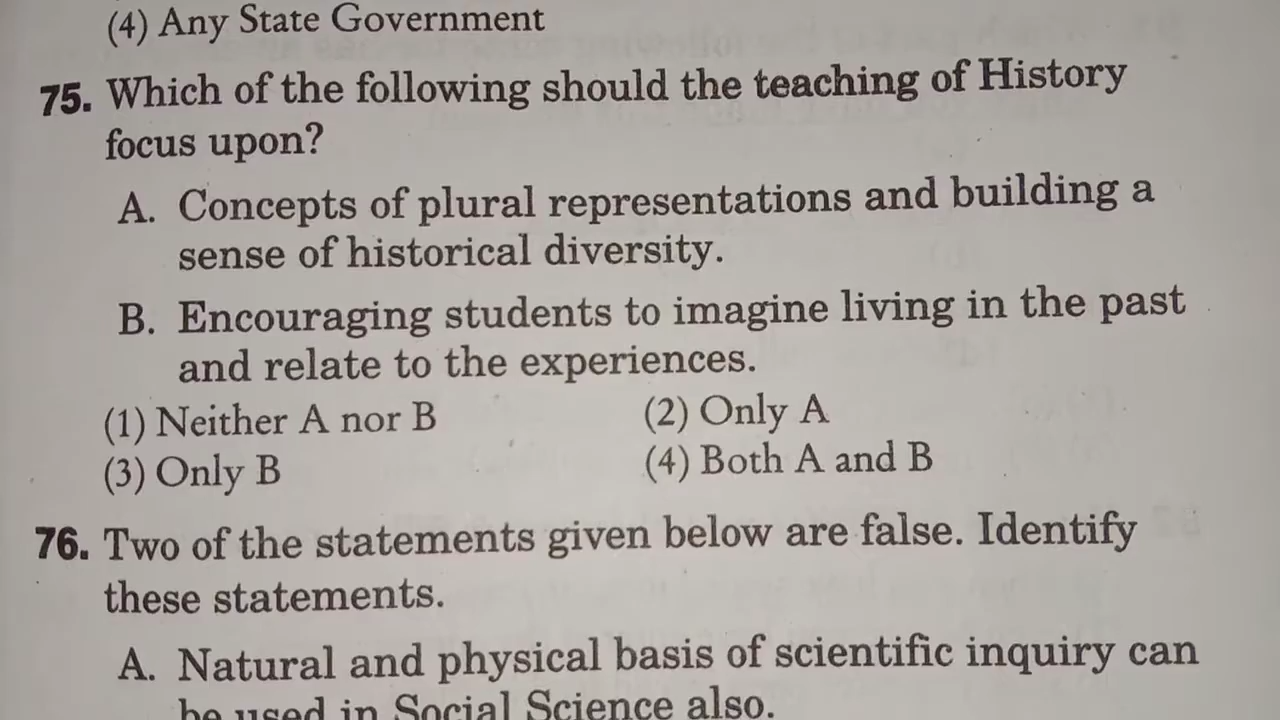 (4) Any State Government
75. Which of the following should the teaching of History
focus upon?
A. Concepts of plural representations and building a
sense of historical diversity.
B. Encouraging students to imagine living in the past
and relate to the experiences.
(1) Neither A nor B (2) Only A
(3) Only B (4) Both A and B
76. Two of the statements given below are false. Identify
these statements.
A. Natural and physical basis of scientific inquiry can
be used in Social Science also.